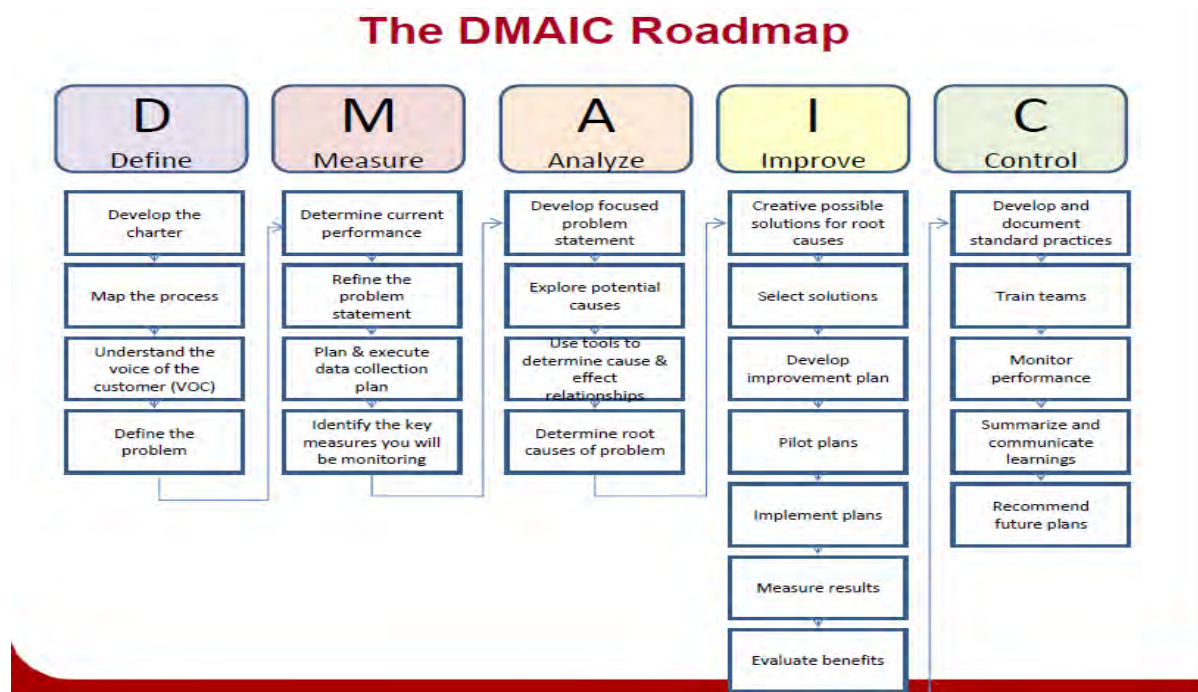 The DMAIC Roadmap
D
Define
Develop the
charter
Map the process
Understand the
voice of the
customer (VOC)
Define the
problem
M
Measure
Determine current
performance
Refine the
problem
statement
Plan & execute
data collection
plan
Identify the key
measures you will
be monitoring
A
Analyze
Develop focused
problem
statement
Explore potential
causes
Use tools to
determine cause &
effect
relationships
Determine root
causes of problem
I
Improve
Creative possible
solutions for root
causes
Select solutions
Develop
improvement plan
Pilot plans
Implement plans
Measure results
Evaluate benefits
C
Control
Develop and
document
standard practices
Train teams
Monitor
performance
Summarize and
communicate
learnings
Recommend
future plans